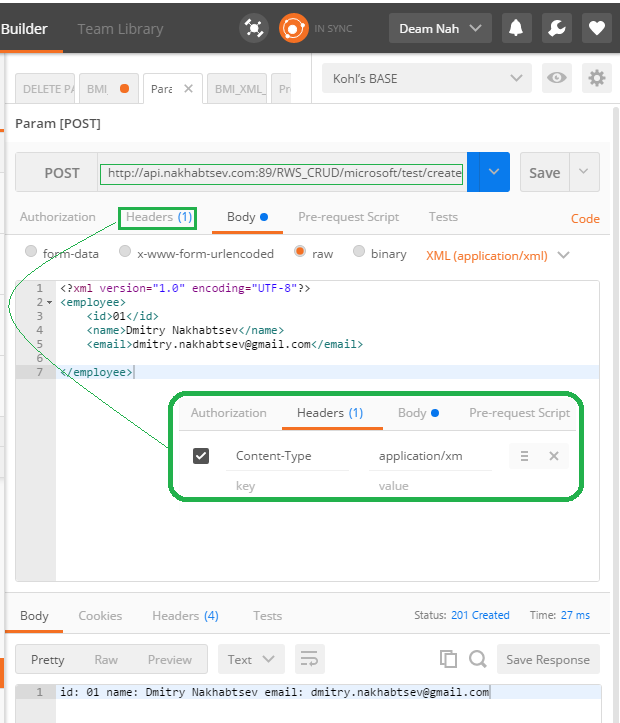 Builder Team Library IN SYNC Deam Nah
DELETE PA BMI_ Para BMI_XML_ Pr Kohl's BASE
Param [POST]
POST http://api.nakhabtsev.com:89/RWS_CRUD/microsoft/test/create Save
Authorization Headers (1) Body Pre-request Script Tests Code
form-data x-www-form-urlencoded raw binary XML (application/xml)
1 <?xml version="1.0" encoding="UTF-8"?>
2 <employee>
3 <id>01</id>
4 <name>Dmitry Nakhabtsev</name>
5 <email>dmitry.nakhabtsev@gmail.com</email>
6
7 </employee>
Authorization Headers (1) Body Pre-request Script
Content-Type application/xm
key value
Body Cookies Headers (4) Tests Status: 201 Created Time: 27 ms
Pretty Raw Preview Text Save Response
1 id: 01 name: Dmitry Nakhabtsev email: dmitry.nakhabtsev@gmail.com